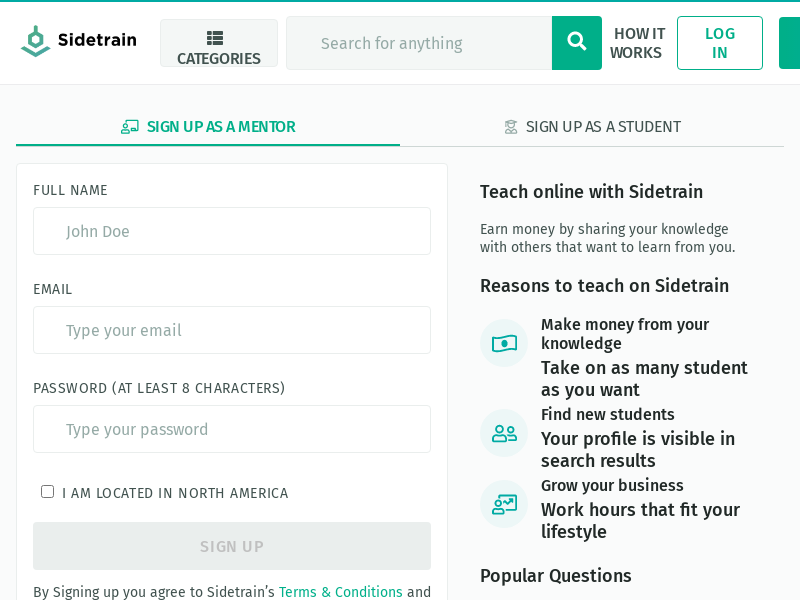 Sidetrain
CATEGORIES
Search for anything
HOW IT
WORKS
LOG
IN
SIGN UP AS A MENTOR
SIGN UP AS A STUDENT
FULL NAME
John Doe
EMAIL
Type your email
PASSWORD (AT LEAST 8 CHARACTERS)
Type your password
I AM LOCATED IN NORTH AMERICA
SIGN UP
By Signing up you agree to Sidetrain's Terms & Conditions and
Teach online with Sidetrain
Earn money by sharing your knowledge
with others that want to learn from you.
Reasons to teach on Sidetrain
Make money from your
knowledge
Take on as many student
as you want
Find new students
Your profile is visible in
search results
Grow your business
Work hours that fit your
lifestyle
Popular Questions